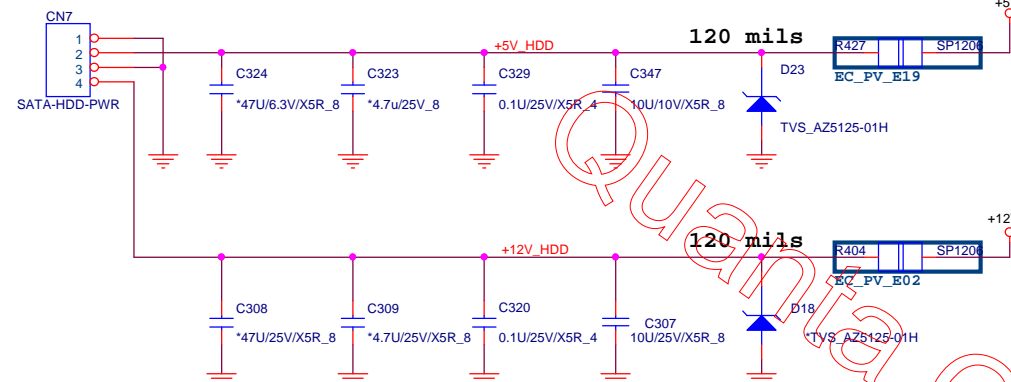 CN7
1
2
3
4
SATA-HDD-PWR
+5V_HDD
120 mils
+5
R427
SP1206
EC_PV_E19
C324
*47U/6.3V/X5R_8
C323
*4.7u/25V_8
C329
0.1U/25V/X5R_4
C347
10U/10V/X5R_8
D23
TVS_AZ5125-01H
+12V_HDD
120 mils
+12
R404
SP1206
EC_PV_E02
C308
*47U/25V/X5R_8
C309
*4.7U/25V/X5R_8
C320
0.1U/25V/X5R_4
C307
10U/25V/X5R_8
D18
*TVS_AZ5125-01H
Quanta